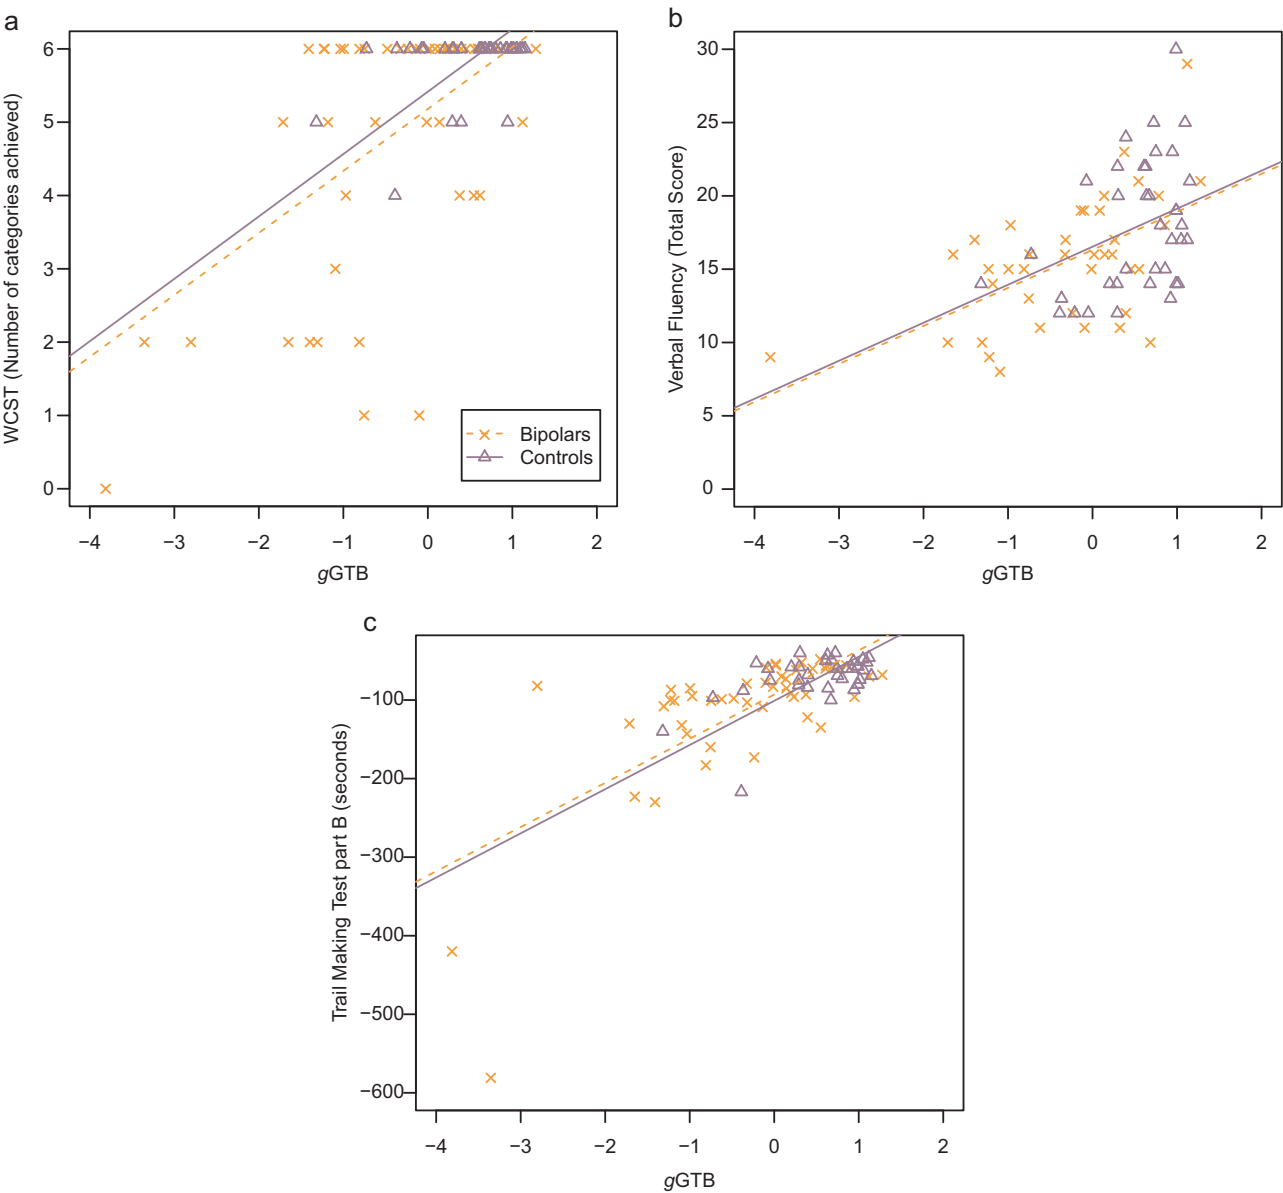 a
WCST (Number of categories achieved)
6
5
4
3
2
1
0
Bipolars
Controls
−4 −3 −2 −1 0 1 2
gGTB
b
Verbal Fluency (Total Score)
30
25
20
15
10
5
0
−4 −3 −2 −1 0 1 2
gGTB
c
Trail Making Test part B (seconds)
−100
−200
−300
−400
−500
−600
−4 −3 −2 −1 0 1 2
gGTB